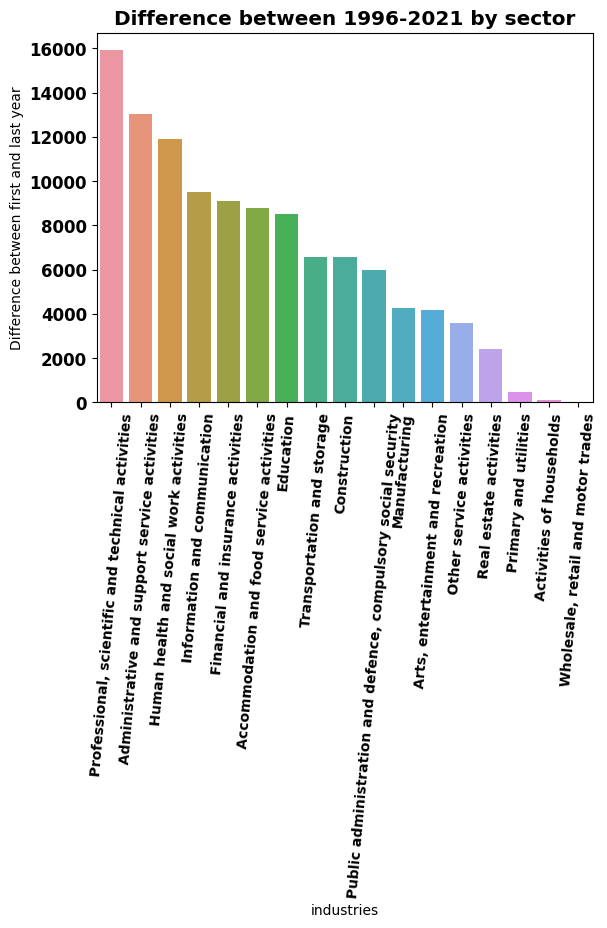 Difference between 1996-2021 by sector
Difference between first and last year
16000
14000
12000
10000
8000
6000
4000
2000
0
Professional, scientific and technical activities
Administrative and support service activities
Human health and social work activities
Information and communication
Financial and insurance activities
Accommodation and food service activities
Education
Transportation and storage
Construction
Public administration and defence, compulsory social security
Manufacturing
Arts, entertainment and recreation
Other service activities
Real estate activities
Primary and utilities
Activities of households
Wholesale, retail and motor trades
industries